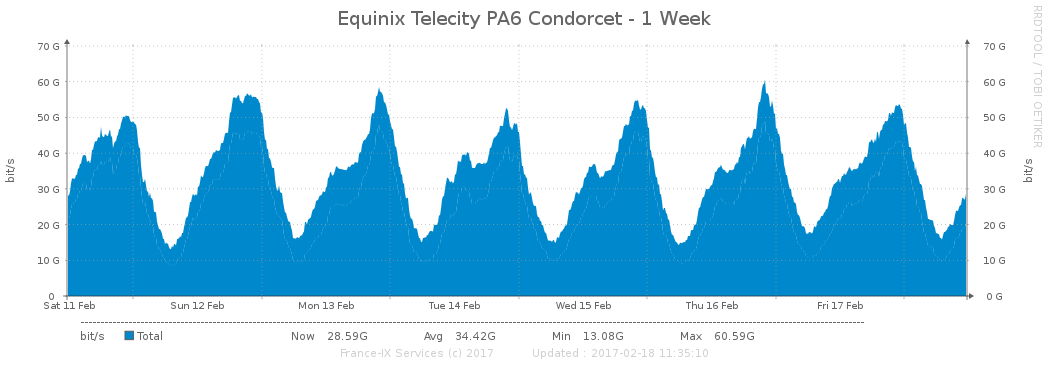 Equinix Telecity PA6 Condorcet - 1 Week
RRDTOOL / TOBI OETIKER
bit/s
70 G 70 G
60 G 60 G
50 G 50 G
40 G 40 G
30 G 30 G
20 G 20 G
10 G 10 G
0 0 G
bit/s
Sat 11 Feb Sun 12 Feb Mon 13 Feb Tue 14 Feb Wed 15 Feb Thu 16 Feb Fri 17 Feb
bit/s Total Now 28.59G Avg 34.42G Min 13.08G Max 60.59G
France-IX Services (c) 2017 Updated : 2017-02-18 11:35:10